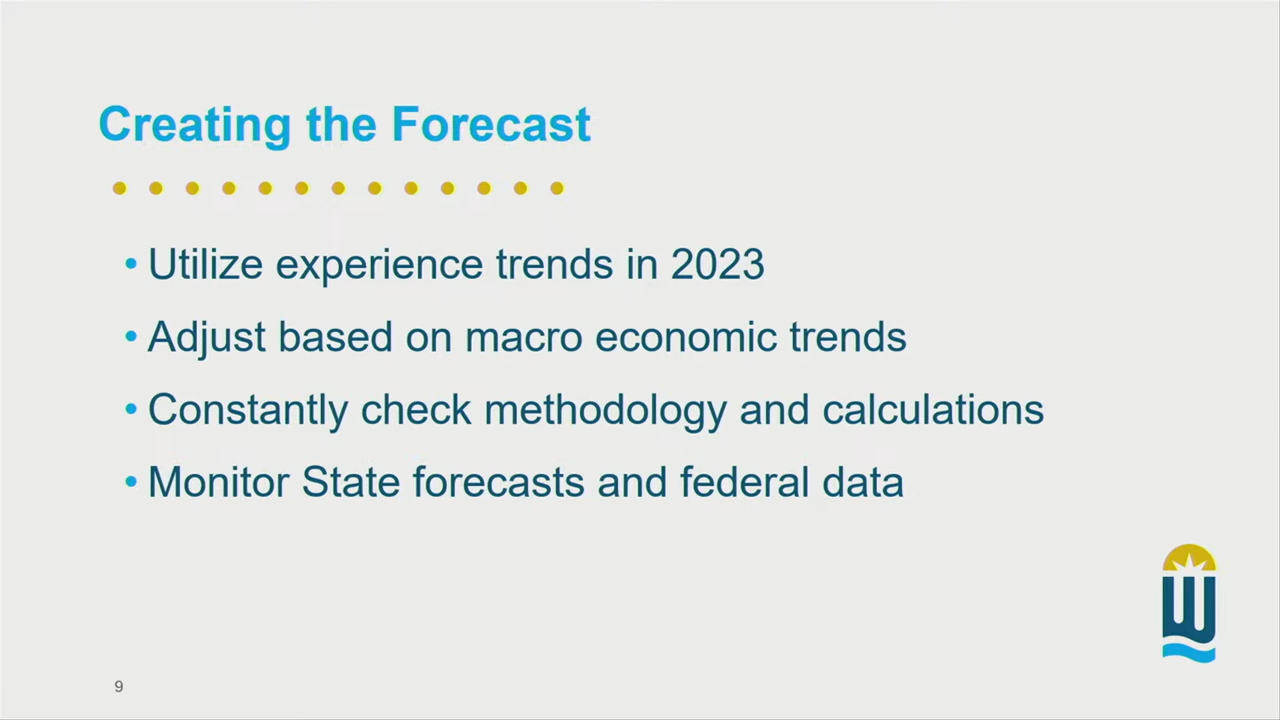 Creating the Forecast
• Utilize experience trends in 2023
• Adjust based on macro economic trends
• Constantly check methodology and calculations
• Monitor State forecasts and federal data
W
9